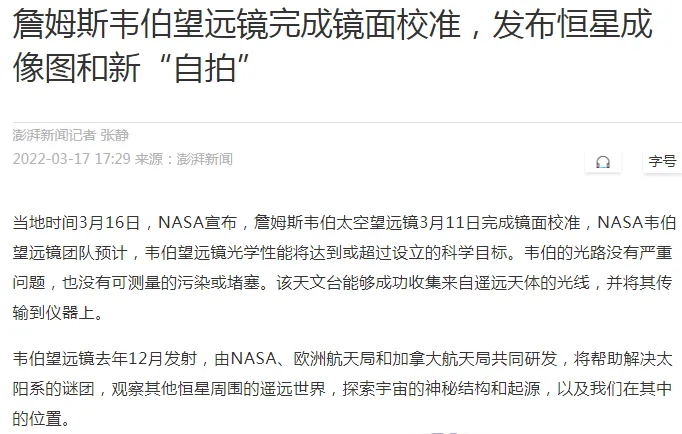 詹姆斯韦伯望远镜完成镜面校准，发布恒星成
像图和新“自拍”
澎湃新闻记者 张静
2022-03-17 17:29 来源：澎湃新闻
字号
当地时间3月16日，NASA宣布，詹姆斯韦伯太空望远镜3月11日完成镜面校准，NASA韦伯
望远镜团队预计，韦伯望远镜光学性能将达到或超过设立的科学目标。韦伯的光路没有严重
问题，也没有可测量的污染或堵塞。该天文台能够成功收集来自遥远天体的光线，并将其传
输到仪器上。
韦伯望远镜去年12月发射，由NASA、欧洲航天局和加拿大航天局共同研发，将帮助解决太
阳系的谜团，观察其他恒星周围的遥远世界，探索宇宙的神秘结构和起源，以及我们在其中
的位置。